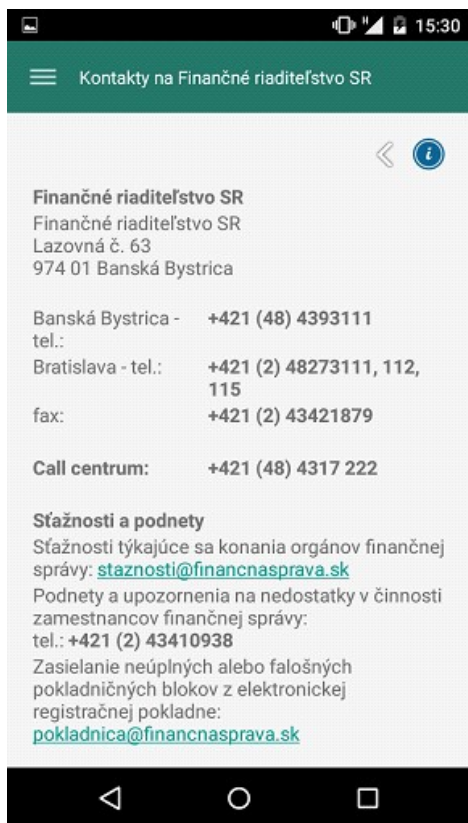 15:30
Kontakty na Finančné riaditeľstvo SR
Finančné riaditeľstvo SR
Finančné riaditeľstvo SR
Lazovná č. 63
974 01 Banská Bystrica
Banská Bystrica - +421 (48) 4393111
tel.:
Bratislava - tel.: +421 (2) 48273111, 112,
115
fax: +421 (2) 43421879
Call centrum: +421 (48) 4317 222
Sťažnosti a podnety
Sťažnosti týkajúce sa konania orgánov finančnej
správy: staznosti@financnasprava.sk
Podnety a upozornenia na nedostatky v činnosti
zamestnancov finančnej správy:
tel.: +421 (2) 43410938
Zasielanie neúplných alebo falošných
pokladničných blokov z elektronickej
registračnej pokladne:
pokladnica@financnasprava.sk